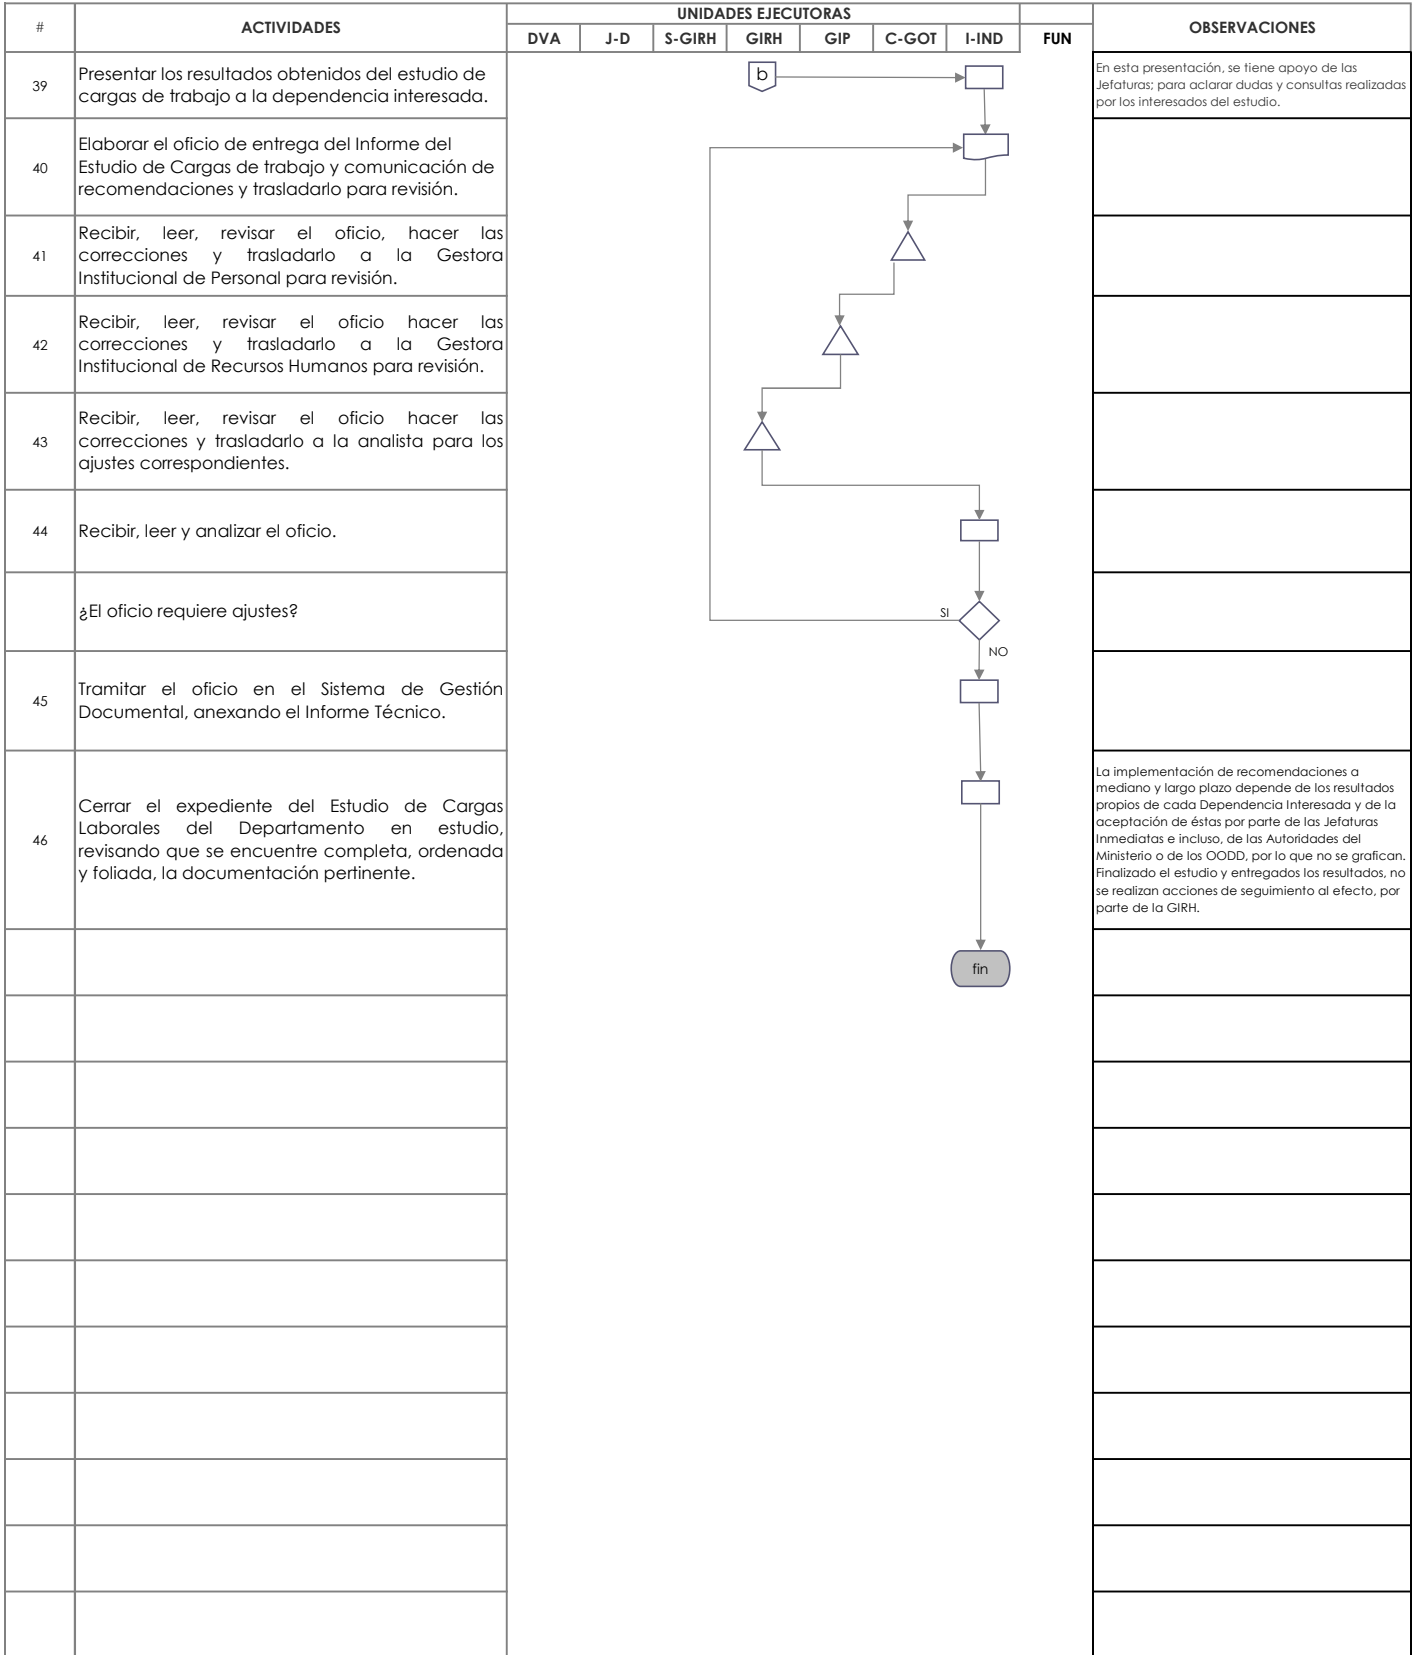 #
ACTIVIDADES
UNIDADES EJECUTORAS
OBSERVACIONES
DVA
J-D
S-GIRH
GIRH
GIP
C-GOT
I-IND
FUN
39
Presentar los resultados obtenidos del estudio de
cargas de trabajo a la dependencia interesada.
b
En esta presentación, se tiene apoyo de las
Jefaturas; para aclarar dudas y consultas realizadas
por los interesados del estudio.
40
Elaborar el oficio de entrega del Informe del
Estudio de Cargas de trabajo y comunicación de
recomendaciones y trasladarlo para revisión.
41
Recibir, leer, revisar el oficio, hacer las
correcciones y trasladarlo a la Gestora
Institucional de Personal para revisión.
42
Recibir, leer, revisar el oficio hacer las
correcciones y trasladarlo a la Gestora
Institucional de Recursos Humanos para revisión.
43
Recibir, leer, revisar el oficio hacer las
correcciones y trasladarlo a la analista para los
ajustes correspondientes.
44
Recibir, leer y analizar el oficio.
¿El oficio requiere ajustes?
SI
NO
45
Tramitar el oficio en el Sistema de Gestión
Documental, anexando el Informe Técnico.
46
Cerrar el expediente del Estudio de Cargas
Laborales del Departamento en estudio,
revisando que se encuentre completa, ordenada
y foliada, la documentación pertinente.
La implementación de recomendaciones a
mediano y largo plazo depende de los resultados
propios de cada Dependencia Interesada y de la
aceptación de éstas por parte de las Jefaturas
Inmediatas e incluso, de las Autoridades del
Ministerio o de los OODD, por lo que no se grafican.
Finalizado el estudio y entregados los resultados, no
se realizan acciones de seguimiento al efecto, por
parte de la GIRH.
fin